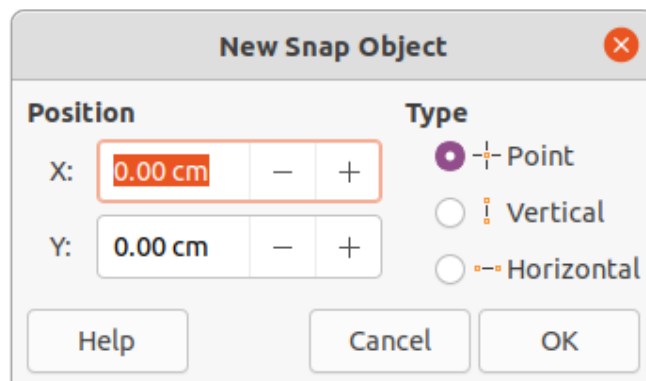 New Snap Object
Position
Type
X:
0.00 cm
Point
Vertical
Y:
0.00 cm
Horizontal
Help
Cancel
OK